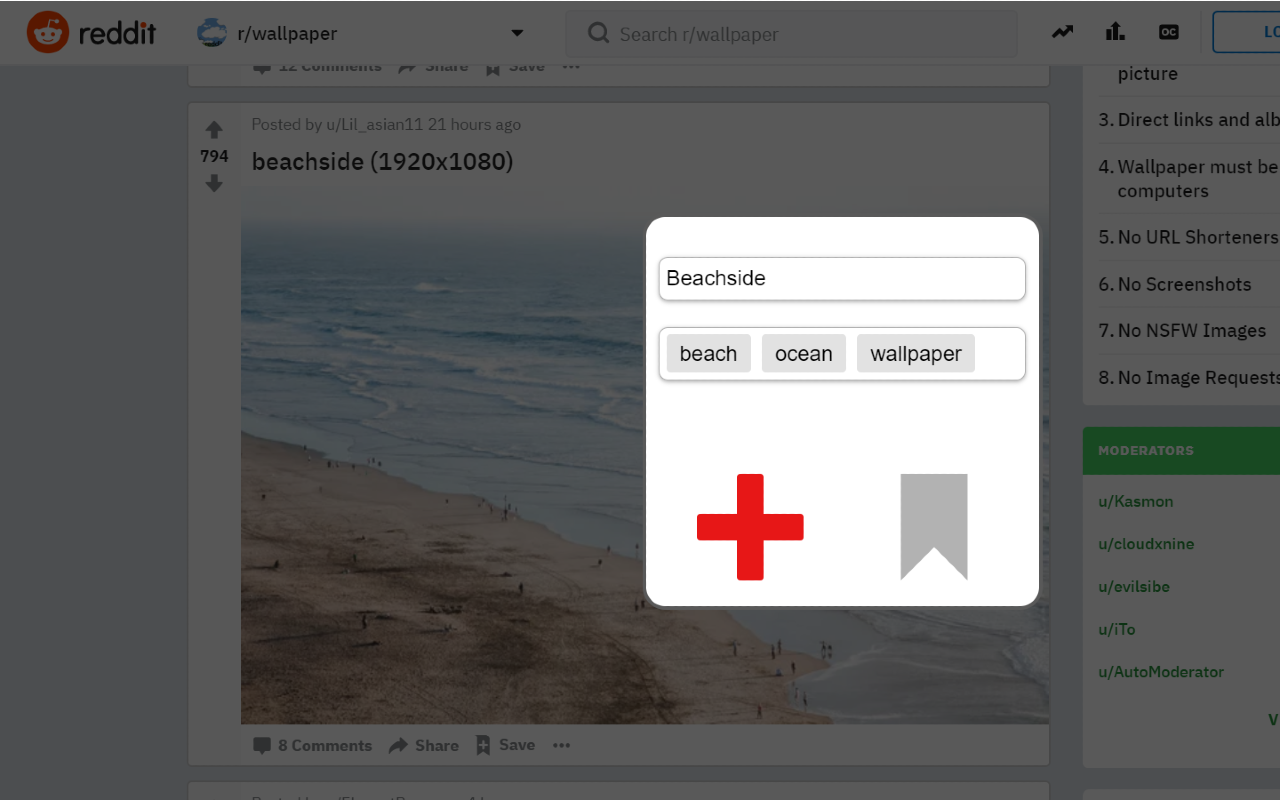 reddit r/wallpaper Search r/wallpaper OC LO
12 Comments Share Save
picture
3. Direct links and alb
4. Wallpaper must be
computers
5. No URL Shorteners
6. No Screenshots
7. No NSFW Images
8. No Image Requests
MODERATORS
u/Kasmon
u/cloudxnine
u/evilsibe
u/iTo
u/AutoModerator
Posted by u/Lil_asian11 21 hours ago
794
beachside (1920x1080)
Beachside
beach ocean wallpaper
8 Comments Share Save